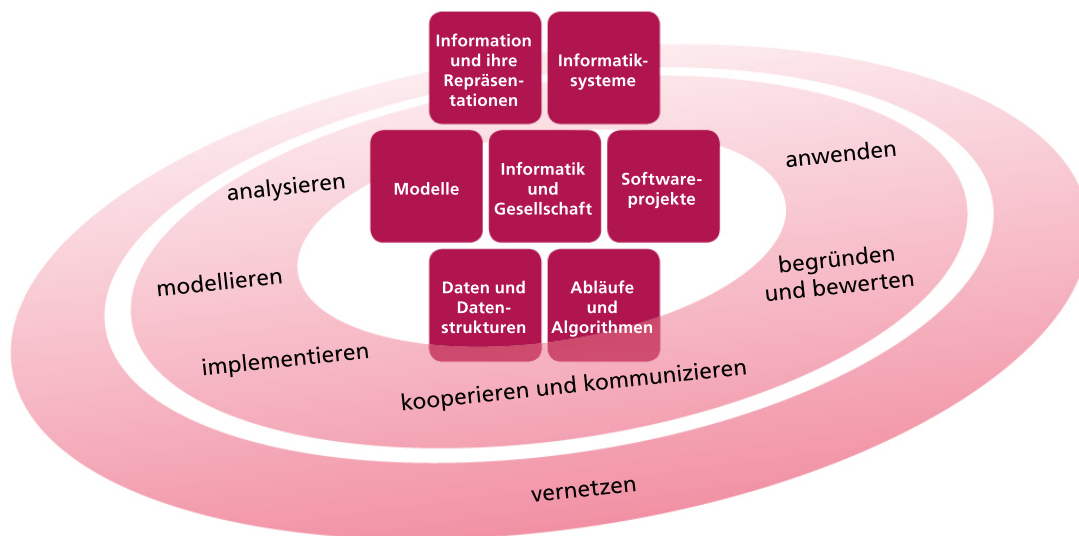 Information
und ihre
Repräsen-
tationen
Informatik-
systeme
Modelle
Informatik
und
Gesellschaft
Software-
projekte
Daten und
Daten-
strukturen
Abläufe
und
Algorithmen
analysieren
modellieren
implementieren
kooperieren und kommunizieren
begründen
und bewerten
anwenden
vernetzen